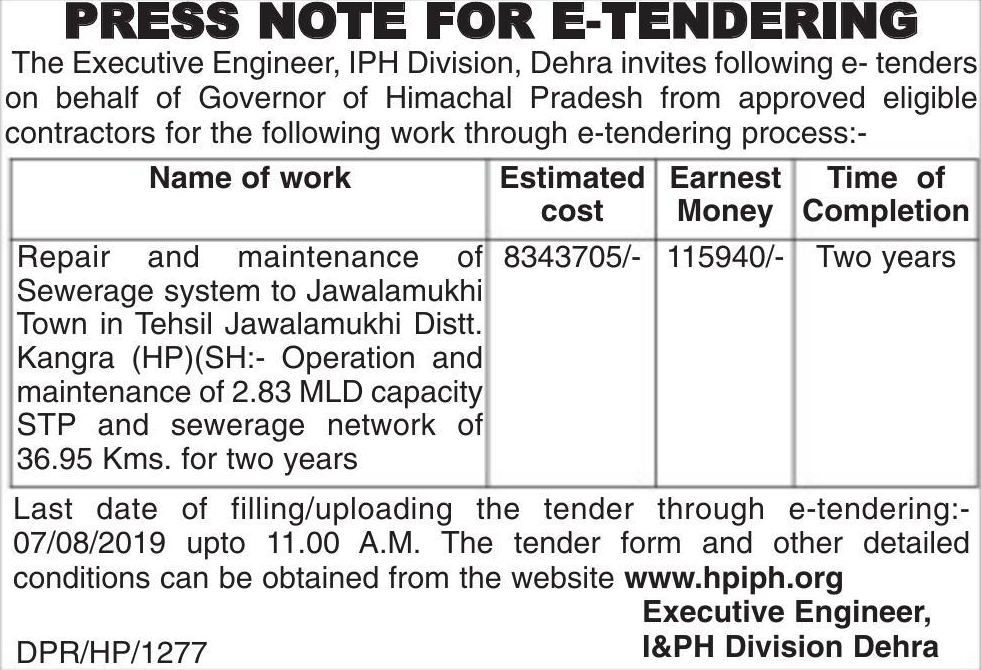 PRESS NOTE FOR E-TENDERING
The Executive Engineer, IPH Division, Dehra invites following e- tenders
on behalf of Governor of Himachal Pradesh from approved eligible
contractors for the following work through e-tendering process:-
Name of work
Estimated cost
Earnest Money
Time of Completion
Repair and maintenance of
Sewerage system to Jawalamukhi
Town in Tehsil Jawalamukhi Distt.
Kangra (HP)(SH:- Operation and
maintenance of 2.83 MLD capacity
STP and sewerage network of
36.95 Kms. for two years
8343705/-
115940/-
Two years
Last date of filling/uploading the tender through e-tendering:-
07/08/2019 upto 11.00 A.M. The tender form and other detailed
conditions can be obtained from the website www.hpiph.org
Executive Engineer,
I&PH Division Dehra
DPR/HP/1277